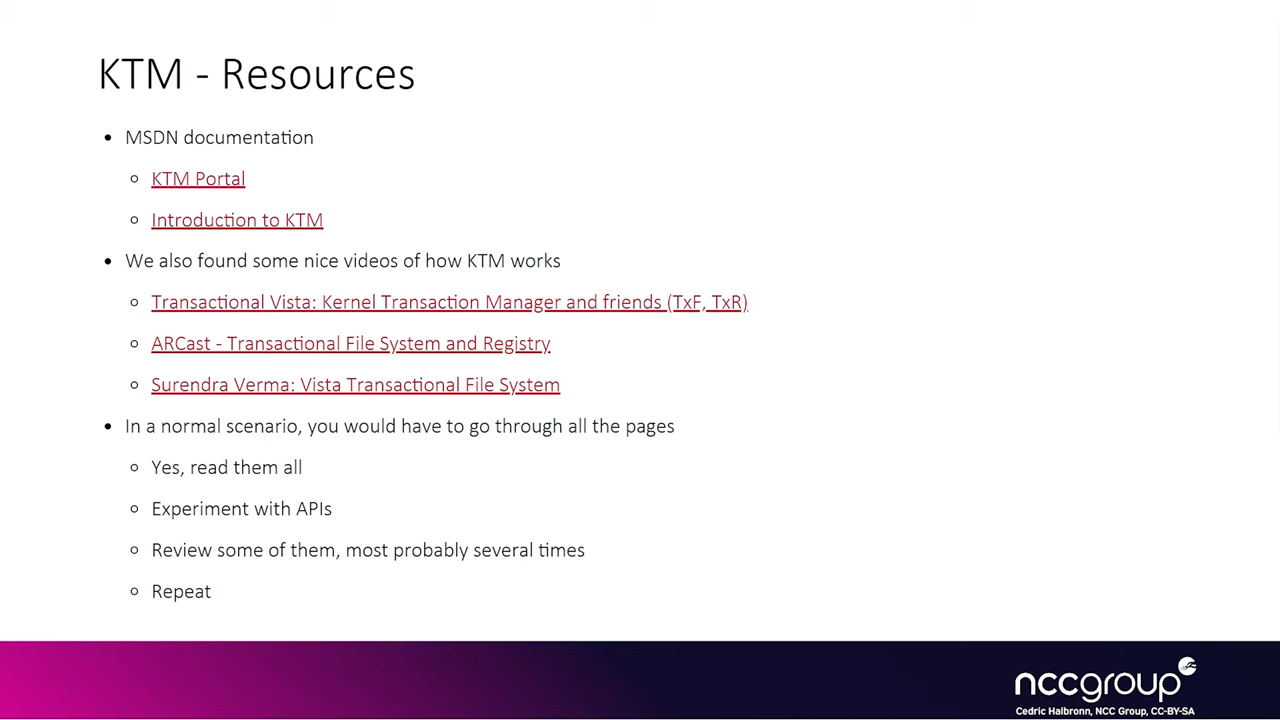 KTM - Resources
• MSDN documentation
○ KTM Portal
○ Introduction to KTM
• We also found some nice videos of how KTM works
○ Transactional Vista: Kernel Transaction Manager and friends (TxF, TxR)
○ ARCast - Transactional File System and Registry
○ Surendra Verma: Vista Transactional File System
• In a normal scenario, you would have to go through all the pages
○ Yes, read them all
○ Experiment with APIs
○ Review some of them, most probably several times
○ Repeat
nccgroup
Cedric Halbronn, NCC Group, CC-BY-SA